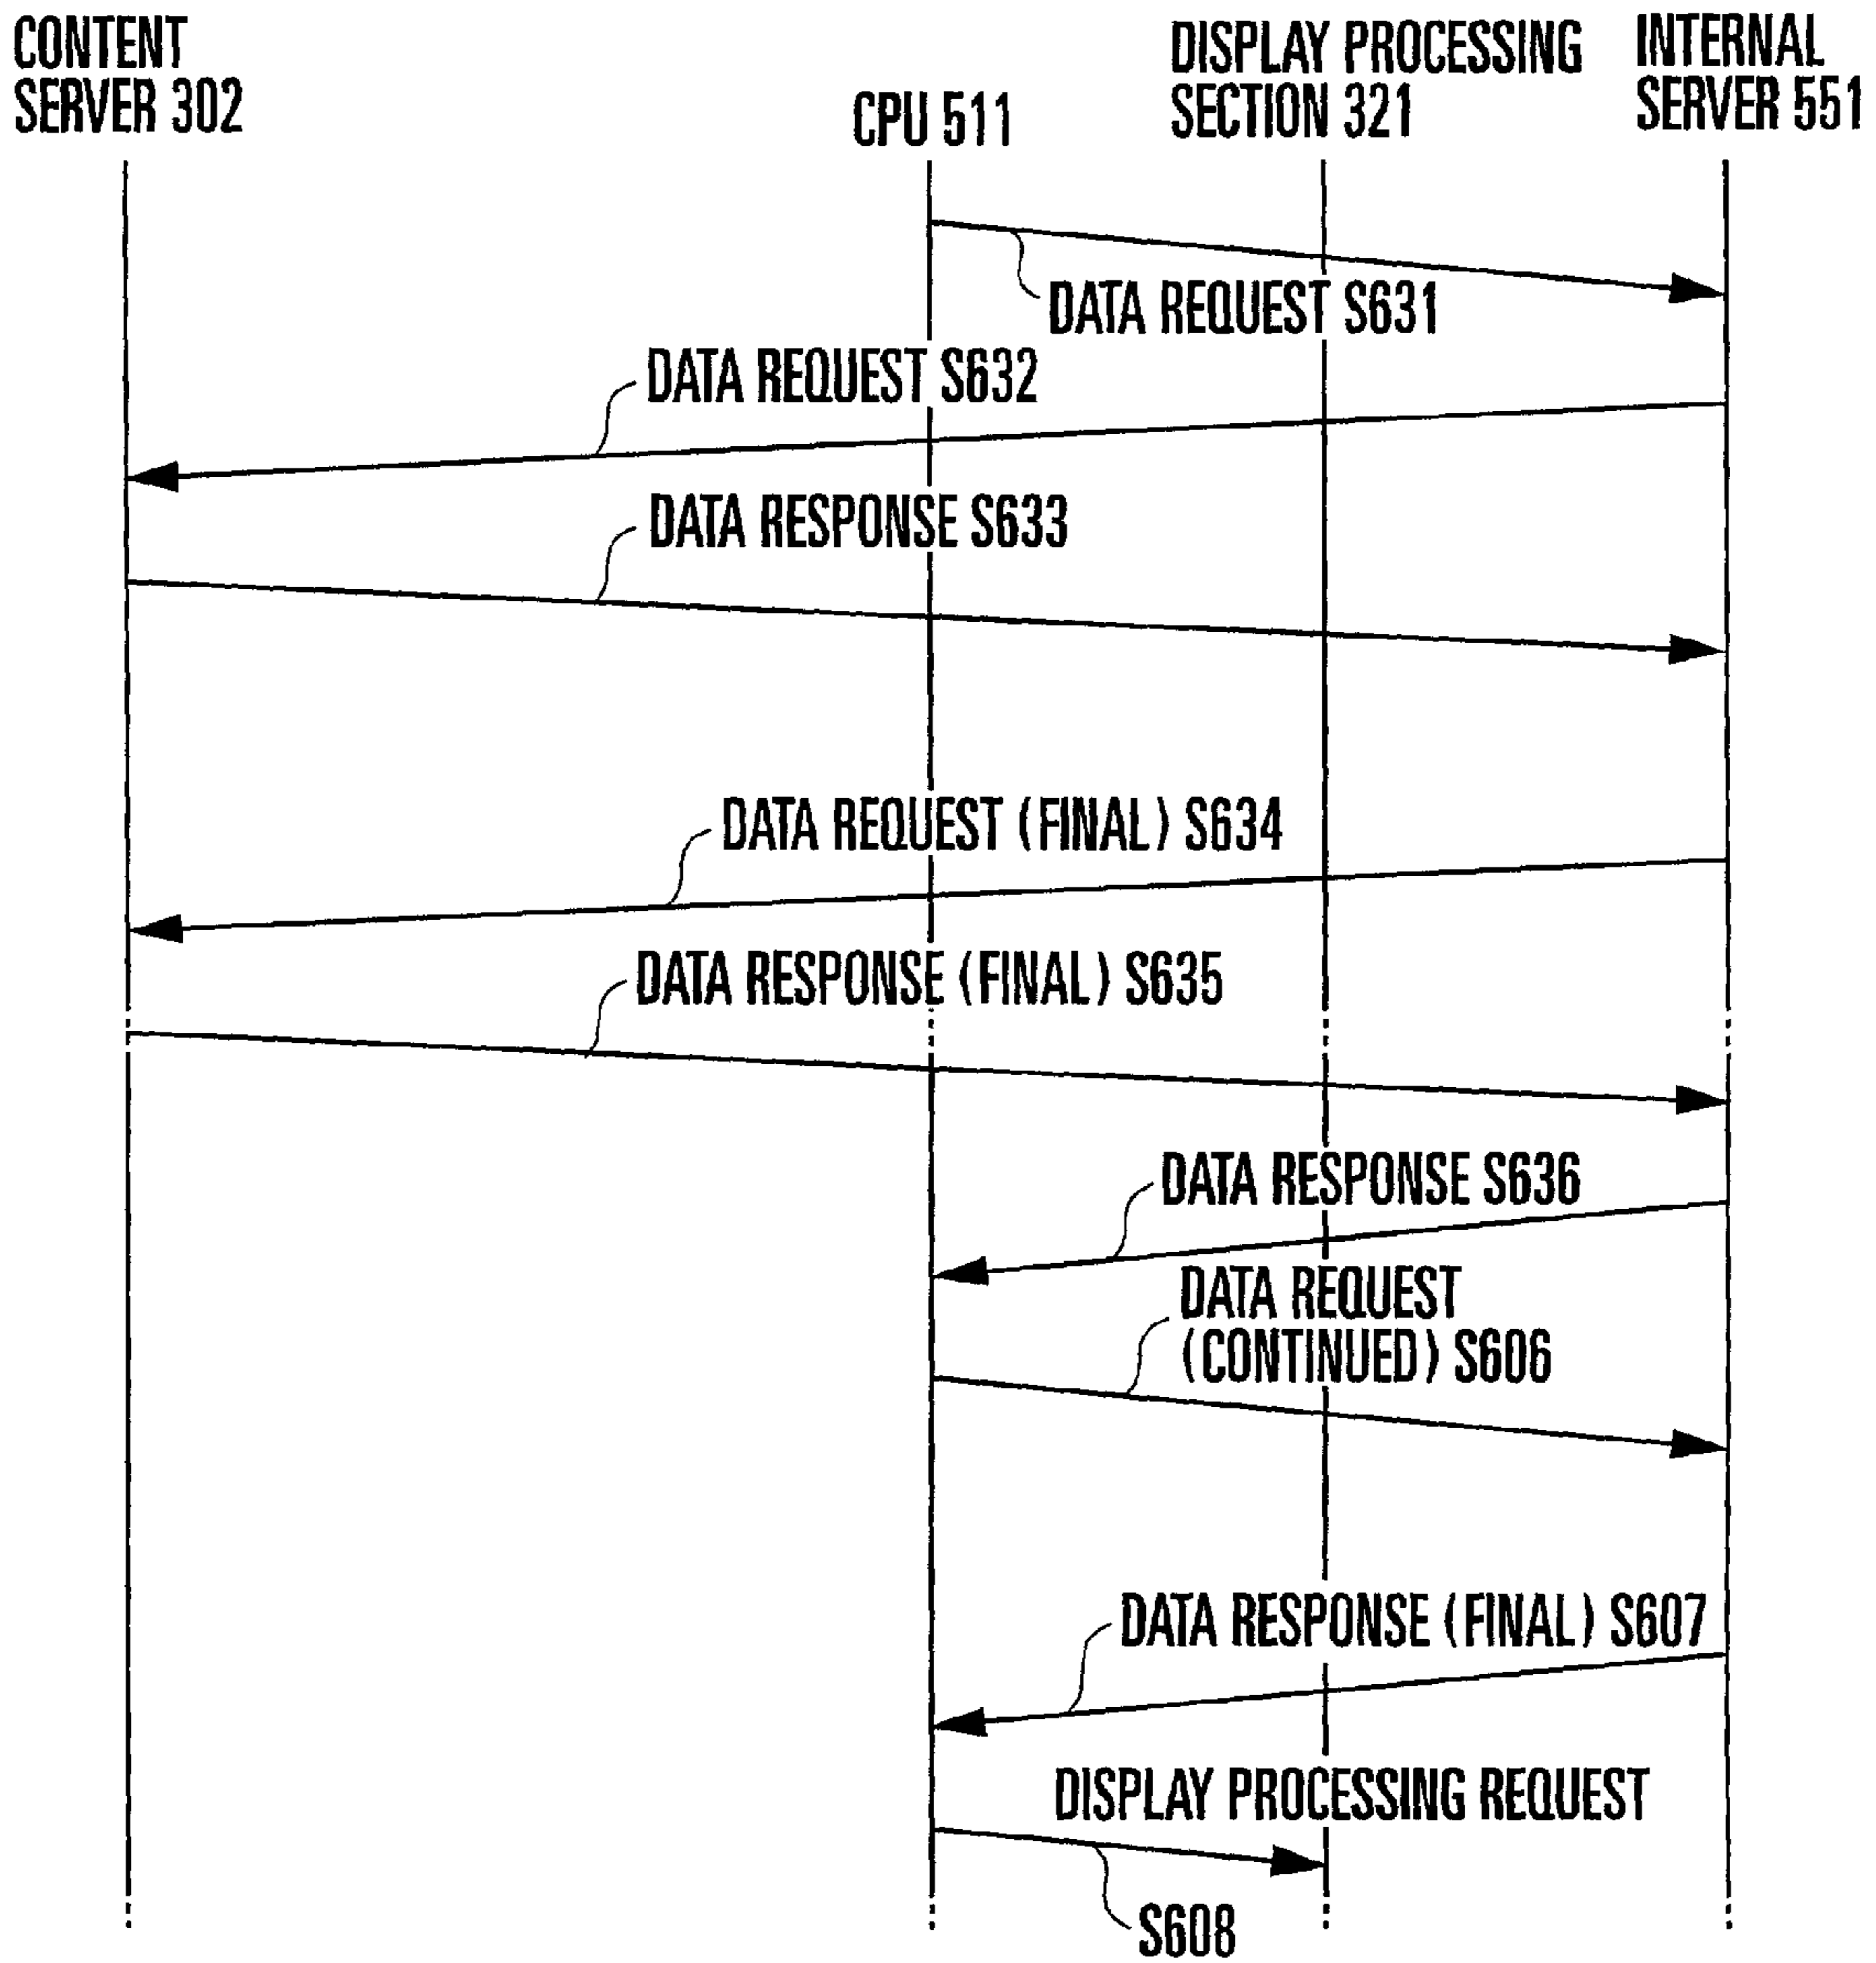 CONTENT
SERVER 302
CPU 511
DISPLAY PROCESSING
SECTION 321
INTERNAL
SERVER 551
DATA REQUEST S631
DATA REQUEST S632
DATA RESPONSE S633
DATA REQUEST (FINAL) S634
DATA RESPONSE (FINAL) S635
DATA RESPONSE S636
DATA REQUEST
(CONTINUED) S606
DATA RESPONSE (FINAL) S607
DISPLAY PROCESSING REQUEST
S608